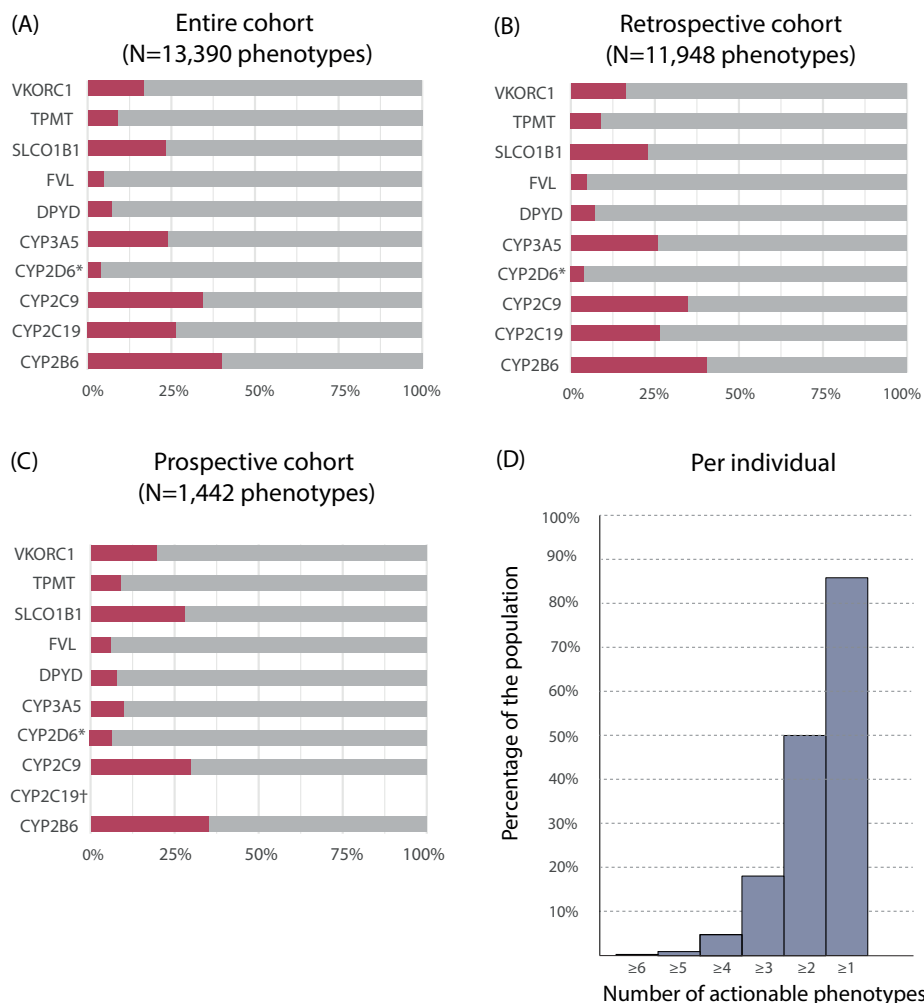 (A)
Entire cohort
(N=13,390 phenotypes)
VKORC1
TPMT
SLCO1B1
FVL
DPYD
CYP3A5
CYP2D6*
CYP2C9
CYP2C19
CYP2B6
0% 25% 50% 75% 100%
(B)
Retrospective cohort
(N=11,948 phenotypes)
VKORC1
TPMT
SLCO1B1
FVL
DPYD
CYP3A5
CYP2D6*
CYP2C9
CYP2C19
CYP2B6
0% 25% 50% 75% 100%
(C)
Prospective cohort
(N=1,442 phenotypes)
VKORC1
TPMT
SLCO1B1
FVL
DPYD
CYP3A5
CYP2D6*
CYP2C9
CYP2C19†
CYP2B6
0% 25% 50% 75% 100%
(D)
Per individual
Percentage of the population
100%
90%
80%
70%
60%
50%
40%
30%
20%
10%
≥6 ≥5 ≥4 ≥3 ≥2 ≥1
Number of actionable phenotypes